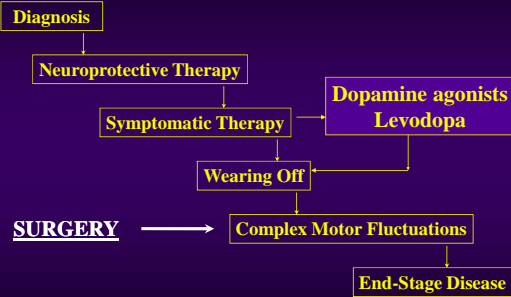 Diagnosis
Neuroprotective Therapy
Dopamine agonists
Levodopa
Symptomatic Therapy
Wearing Off
SURGERY
Complex Motor Fluctuations
End-Stage Disease